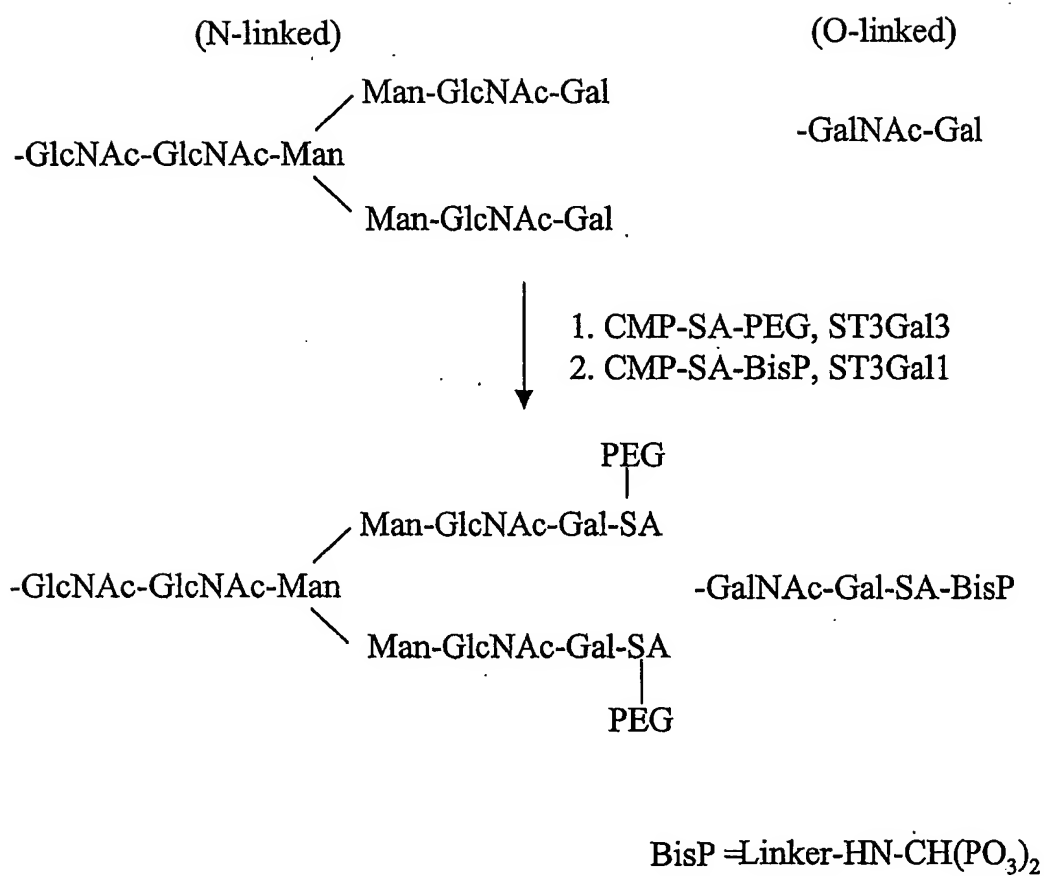 (N-linked)
(O-linked)
Man-GlcNAc-Gal
-GalNAc-Gal
-GlcNAc-GlcNAc-Man
Man-GlcNAc-Gal
1. CMP-SA-PEG, ST3Gal3
2. CMP-SA-BisP, ST3Gal1
PEG
Man-GlcNAc-Gal-SA
-GlcNAc-GlcNAc-Man
-GalNAc-Gal-SA-BisP
Man-GlcNAc-Gal-SA
PEG
BisP =Linker-HN-CH(PO₃)₂